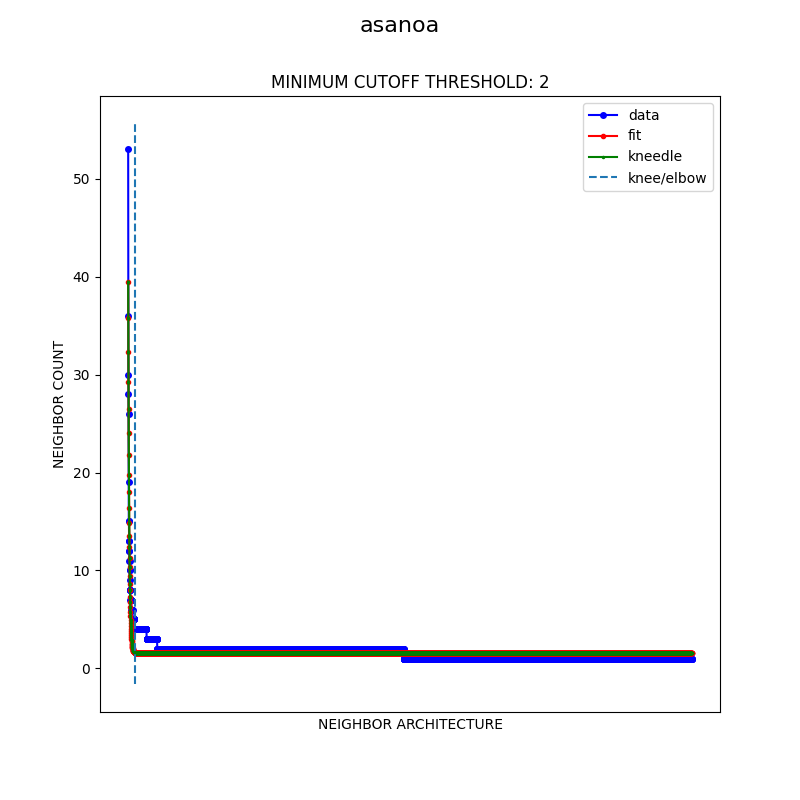 asanoa
MINIMUM CUTOFF THRESHOLD: 2
data
fit
kneedle
knee/elbow
50
40
30
20
10
0
NEIGHBOR COUNT
NEIGHBOR ARCHITECTURE